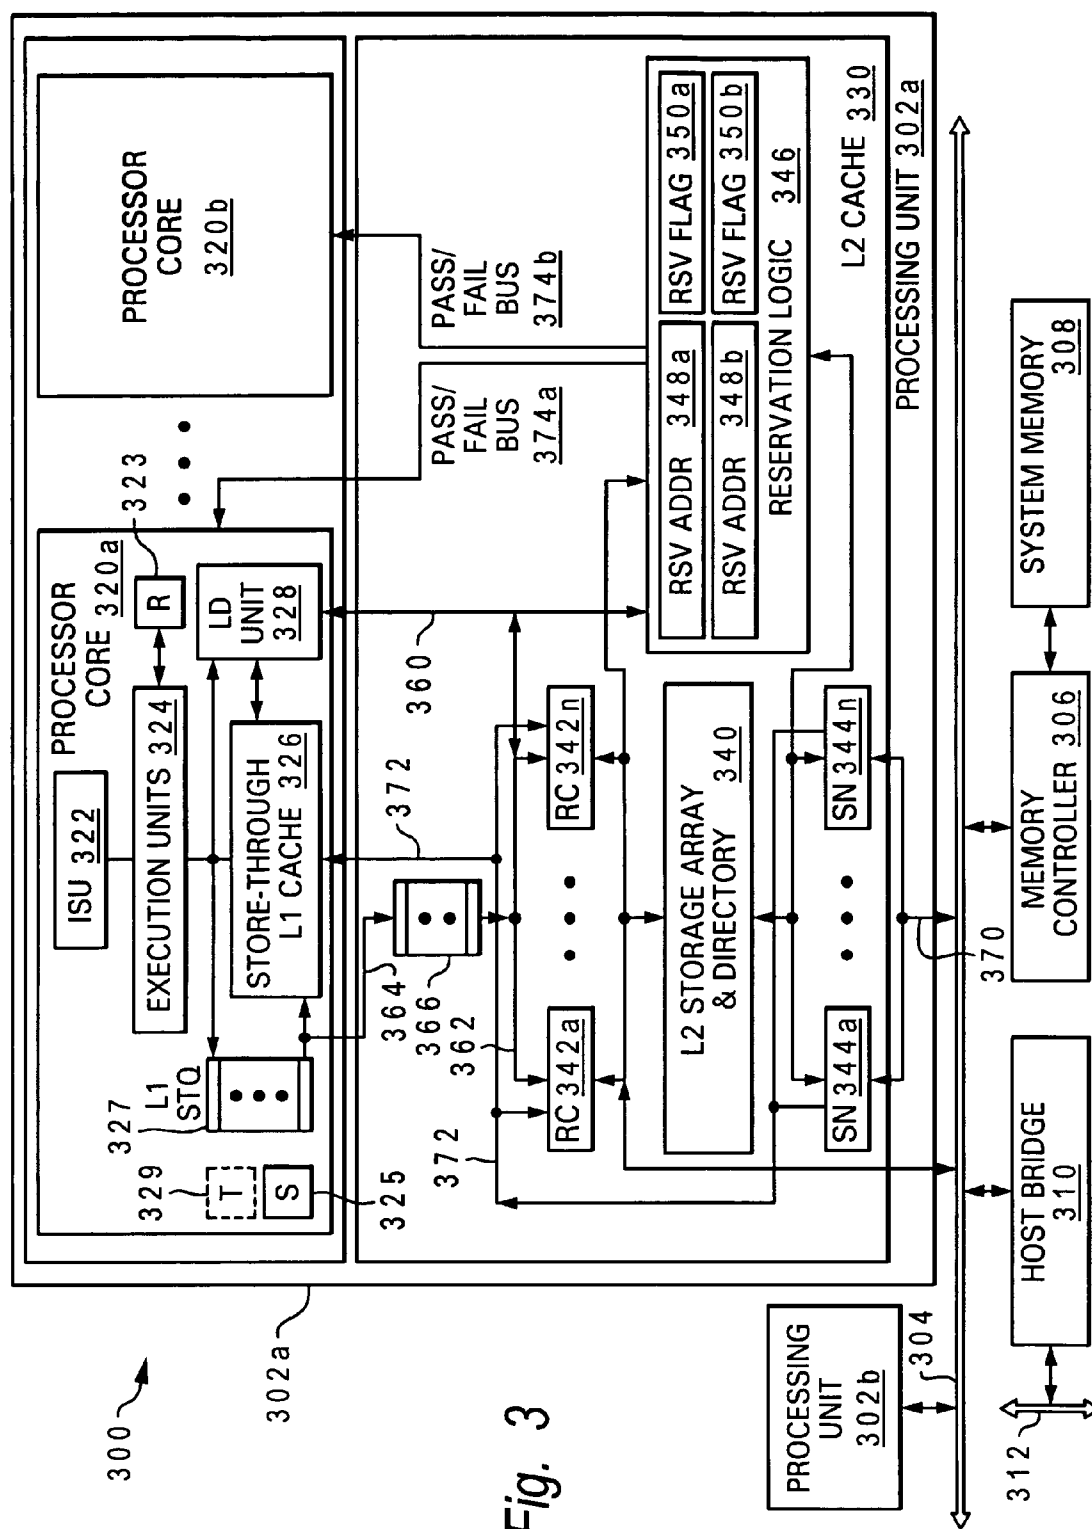 300
302a
PROCESSOR
CORE 320a
ISU 322
EXECUTION UNITS 324
R
323
STORE-THROUGH
L1 CACHE 326
LD
UNIT
328
327
L1
STQ
329
T
S
325
PROCESSOR
CORE
320b
PASS/
FAIL
BUS
374a
PASS/
FAIL
BUS
374b
372
364
366
362
372
360
RC 342a
RC 342n
L2 STORAGE ARRAY
& DIRECTORY 340
SN 344a
SN 344n
370
RSV ADDR 348a
RSV FLAG 350a
RSV ADDR 348b
RSV FLAG 350b
RESERVATION LOGIC 346
L2 CACHE 330
PROCESSING UNIT 302a
PROCESSING
UNIT
302b
304
312
HOST BRIDGE
310
MEMORY
CONTROLLER 306
SYSTEM MEMORY
308
Fig. 3